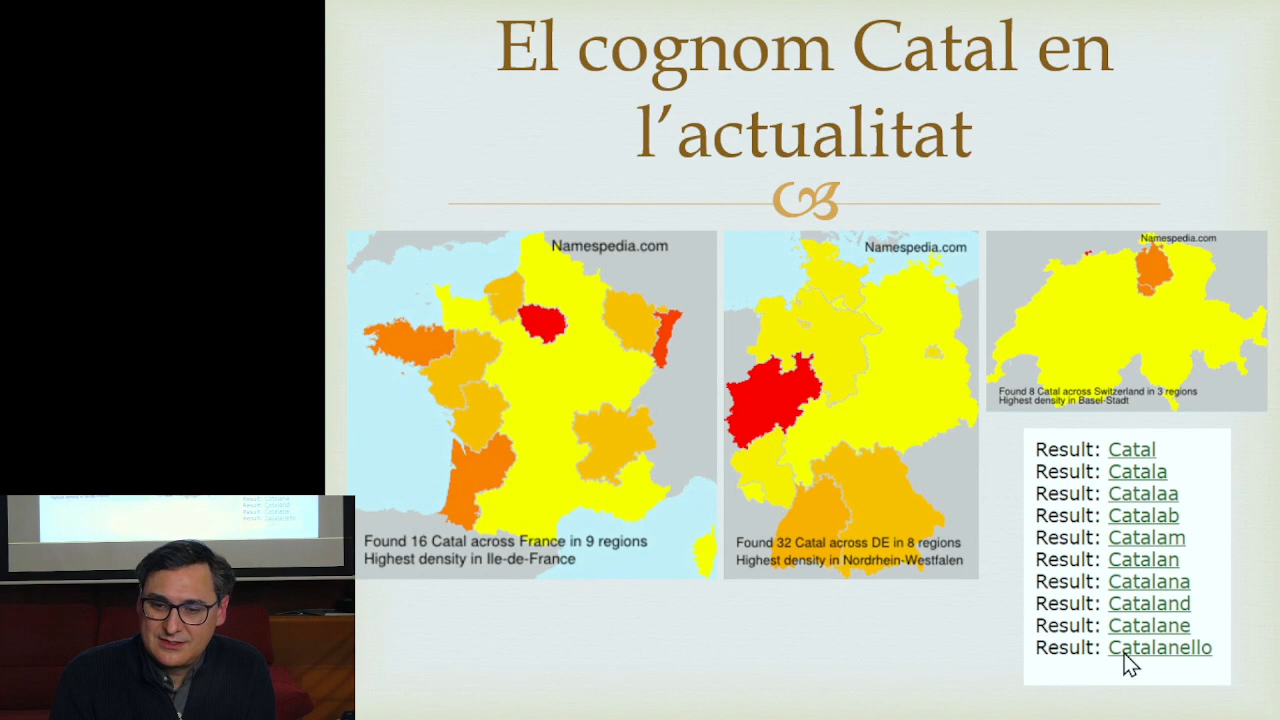 El cognom Catal en
l’actualitat
Namespedia.com
Found 16 Catal across France in 9 regions
Highest density in Ile-de-France
Namespedia.com
Found 32 Catal across DE in 8 regions
Highest density in Nordrhein-Westfalen
Namespedia.com
Found 8 Catal across Switzerland in 3 regions
Highest density in Basel-Stadt
Result: Catal
Result: Catala
Result: Catalaa
Result: Catalab
Result: Catalam
Result: Catalan
Result: Catalana
Result: Cataland
Result: Catalane
Result: Catalanello